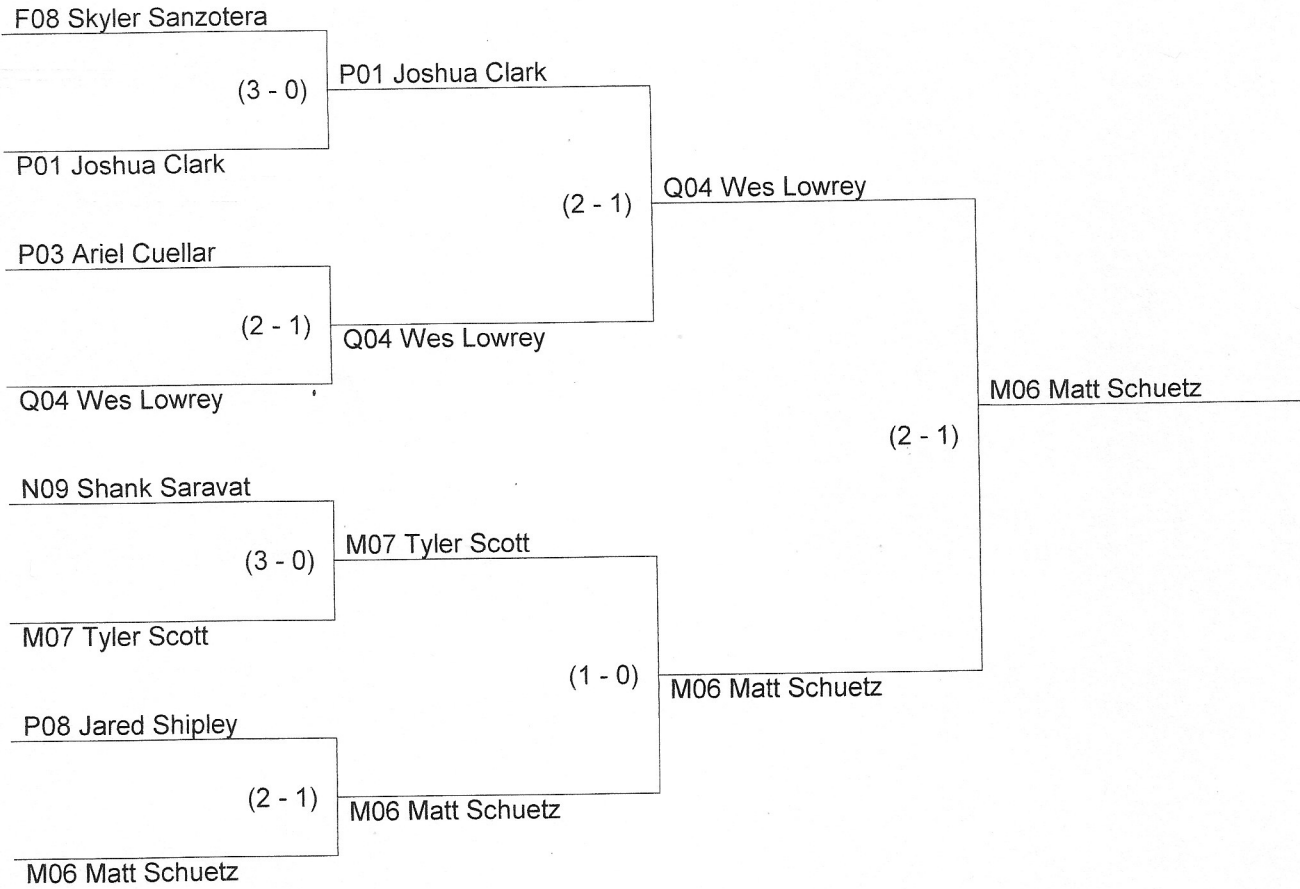 F08 Skyler Sanzotera
(3 - 0)
P01 Joshua Clark
P01 Joshua Clark
P03 Ariel Cuellar
(2 - 1)
Q04 Wes Lowrey
Q04 Wes Lowrey
(2 - 1)
Q04 Wes Lowrey
N09 Shank Saravat
(3 - 0)
M07 Tyler Scott
M07 Tyler Scott
P08 Jared Shipley
(2 - 1)
M06 Matt Schuetz
M06 Matt Schuetz
(1 - 0)
M06 Matt Schuetz
(2 - 1)
M06 Matt Schuetz